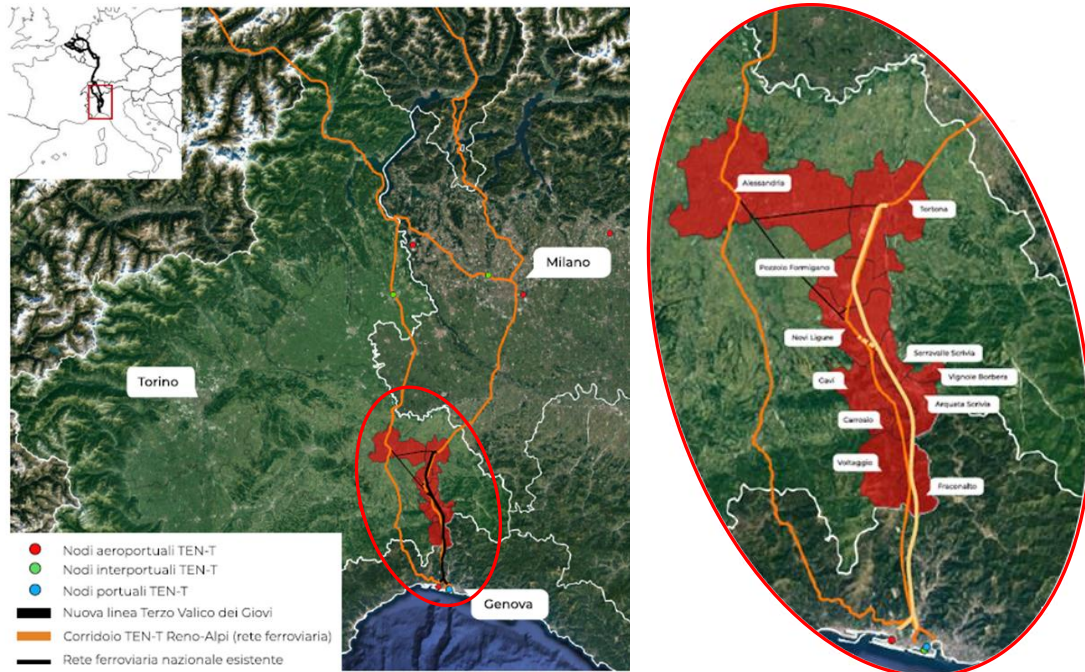 Milano
Torino
Genova
Nodi aeroportuali TEN-T
Nodi interportuali TEN-T
Nodi portuali TEN-T
Nuova linea Terzo Valico dei Giovi
Corridoio TEN-T Reno-Alpi (rete ferroviaria)
Rete ferroviaria nazionale esistente
Alessandria
Tortona
Pozzolo Formigano
Novi Ligure
Serravalle Scrivia
Gavi
Vignole Borbera
Arquata Scrivia
Carrosio
Voltaggio
Fraconalto